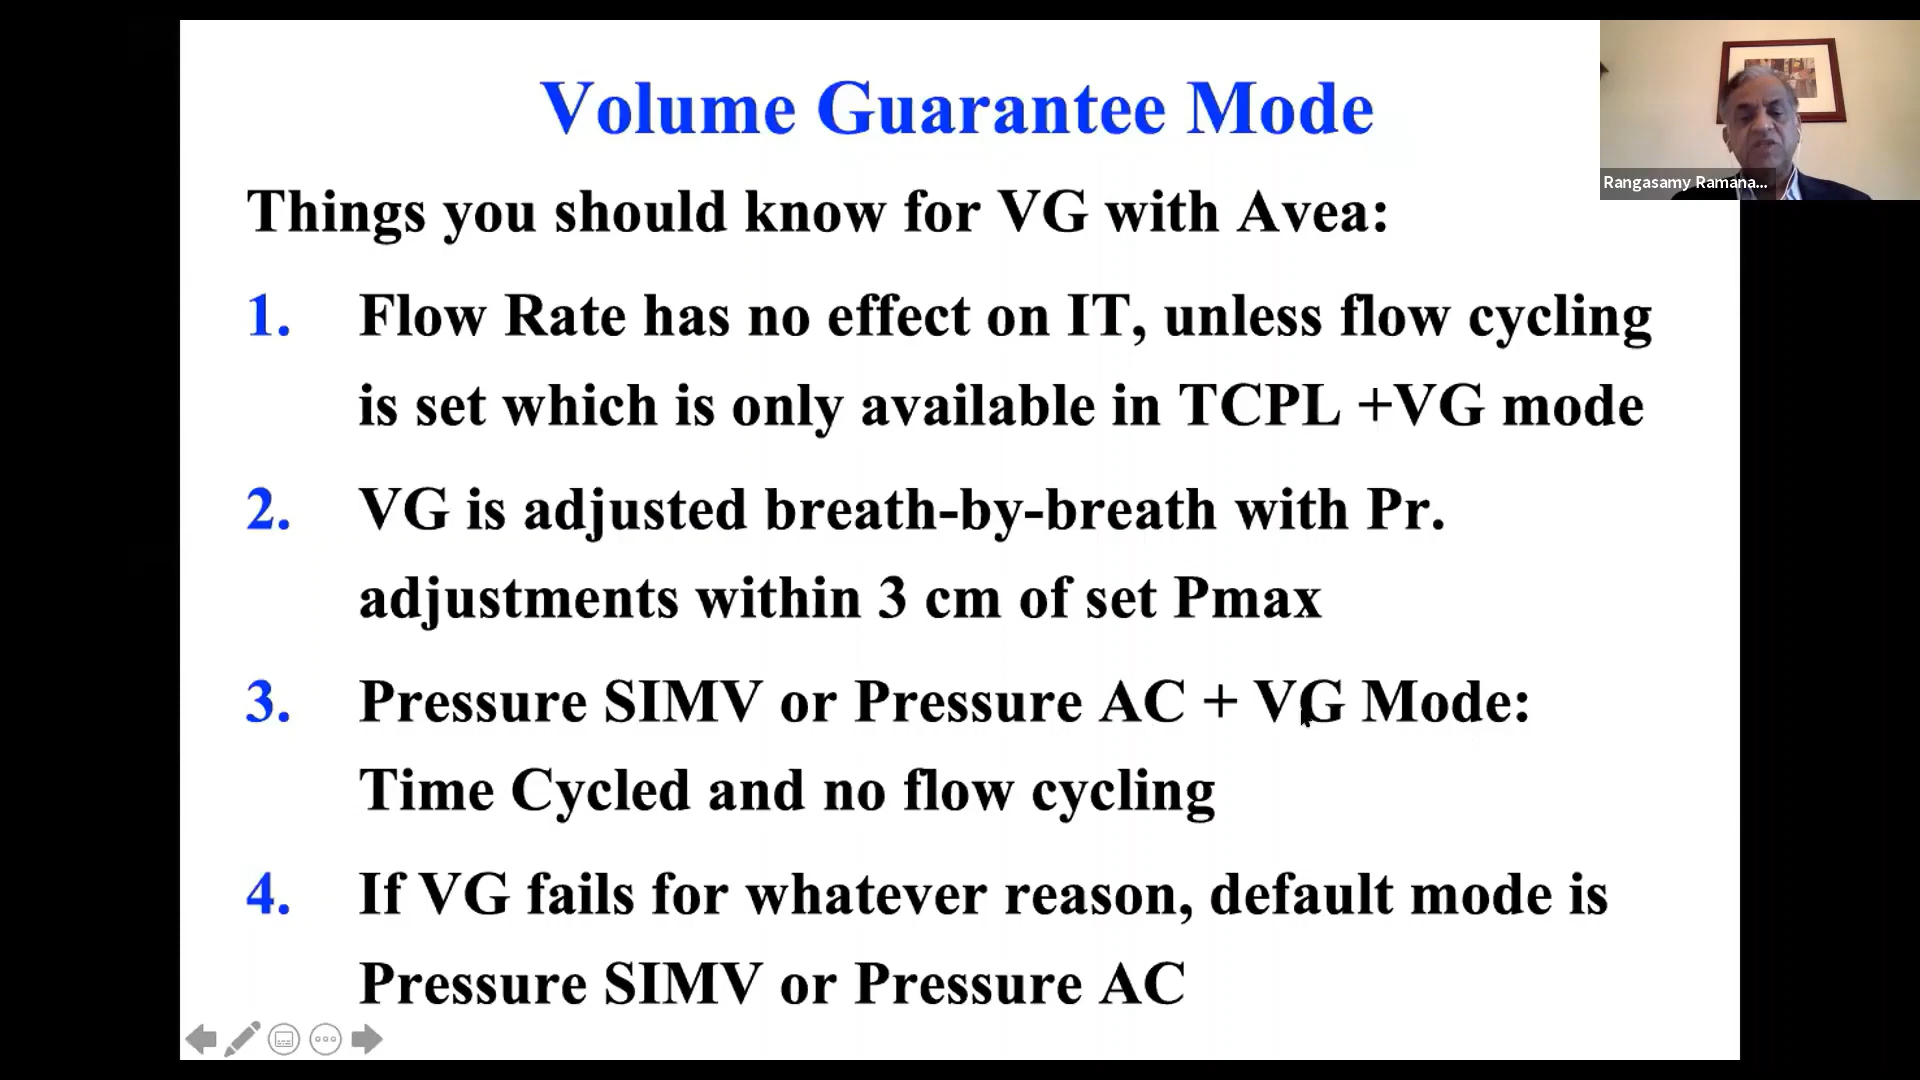 Volume Guarantee Mode
Rangasamy Ramana...
Things you should know for VG with Avea:
1. Flow Rate has no effect on IT, unless flow cycling
is set which is only available in TCPL +VG mode
2. VG is adjusted breath-by-breath with Pr.
adjustments within 3 cm of set Pmax
3. Pressure SIMV or Pressure AC + VG Mode:
Time Cycled and no flow cycling
4. If VG fails for whatever reason, default mode is
Pressure SIMV or Pressure AC